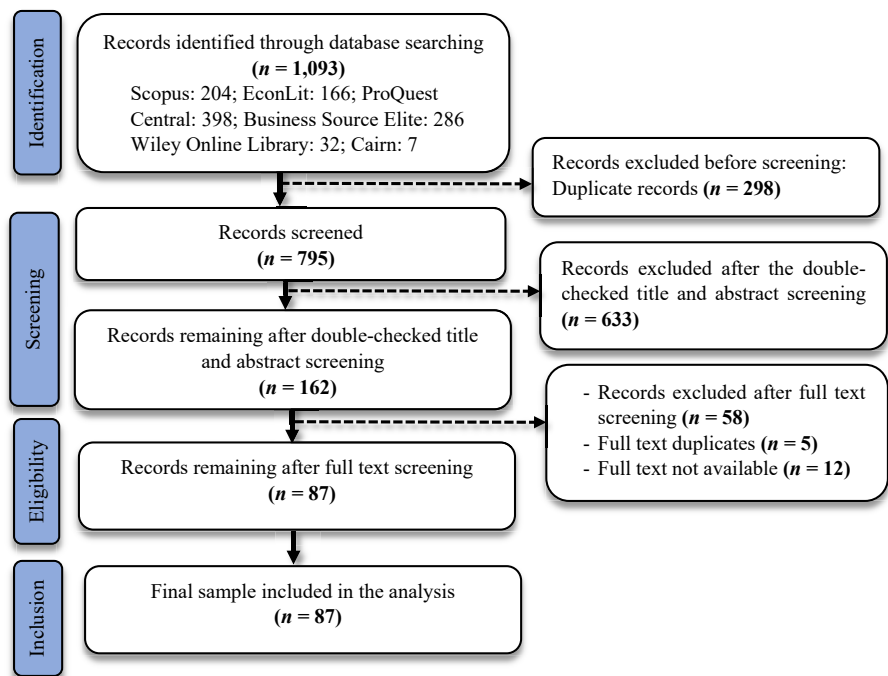 Identification
Records identified through database searching
(n = 1,093)
Scopus: 204; EconLit: 166; ProQuest
Central: 398; Business Source Elite: 286
Wiley Online Library: 32; Cairn: 7
Records excluded before screening:
Duplicate records (n = 298)
Screening
Records screened
(n = 795)
Records excluded after the double-
checked title and abstract screening
(n = 633)
Records remaining after double-checked title
and abstract screening
(n = 162)
- Records excluded after full text
screening (n = 58)
- Full text duplicates (n = 5)
- Full text not available (n = 12)
Eligibility
Records remaining after full text screening
(n = 87)
Inclusion
Final sample included in the analysis
(n = 87)